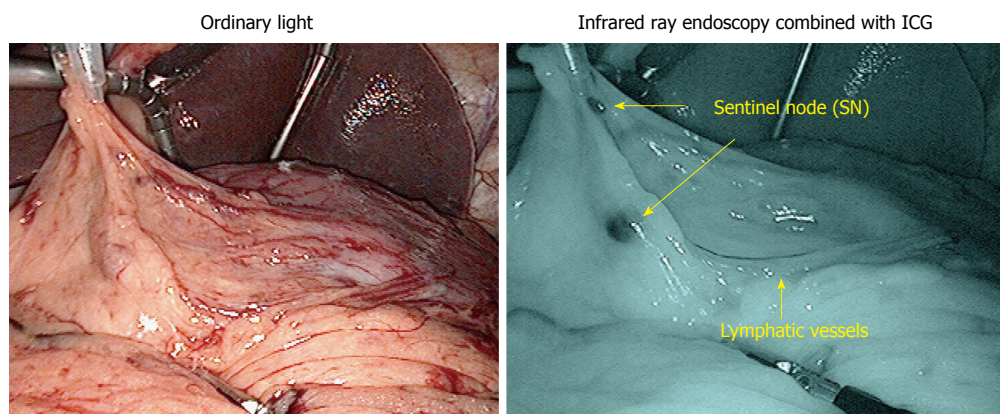 Ordinary light
Infrared ray endoscopy combined with ICG
Sentinel node (SN)
Lymphatic vessels